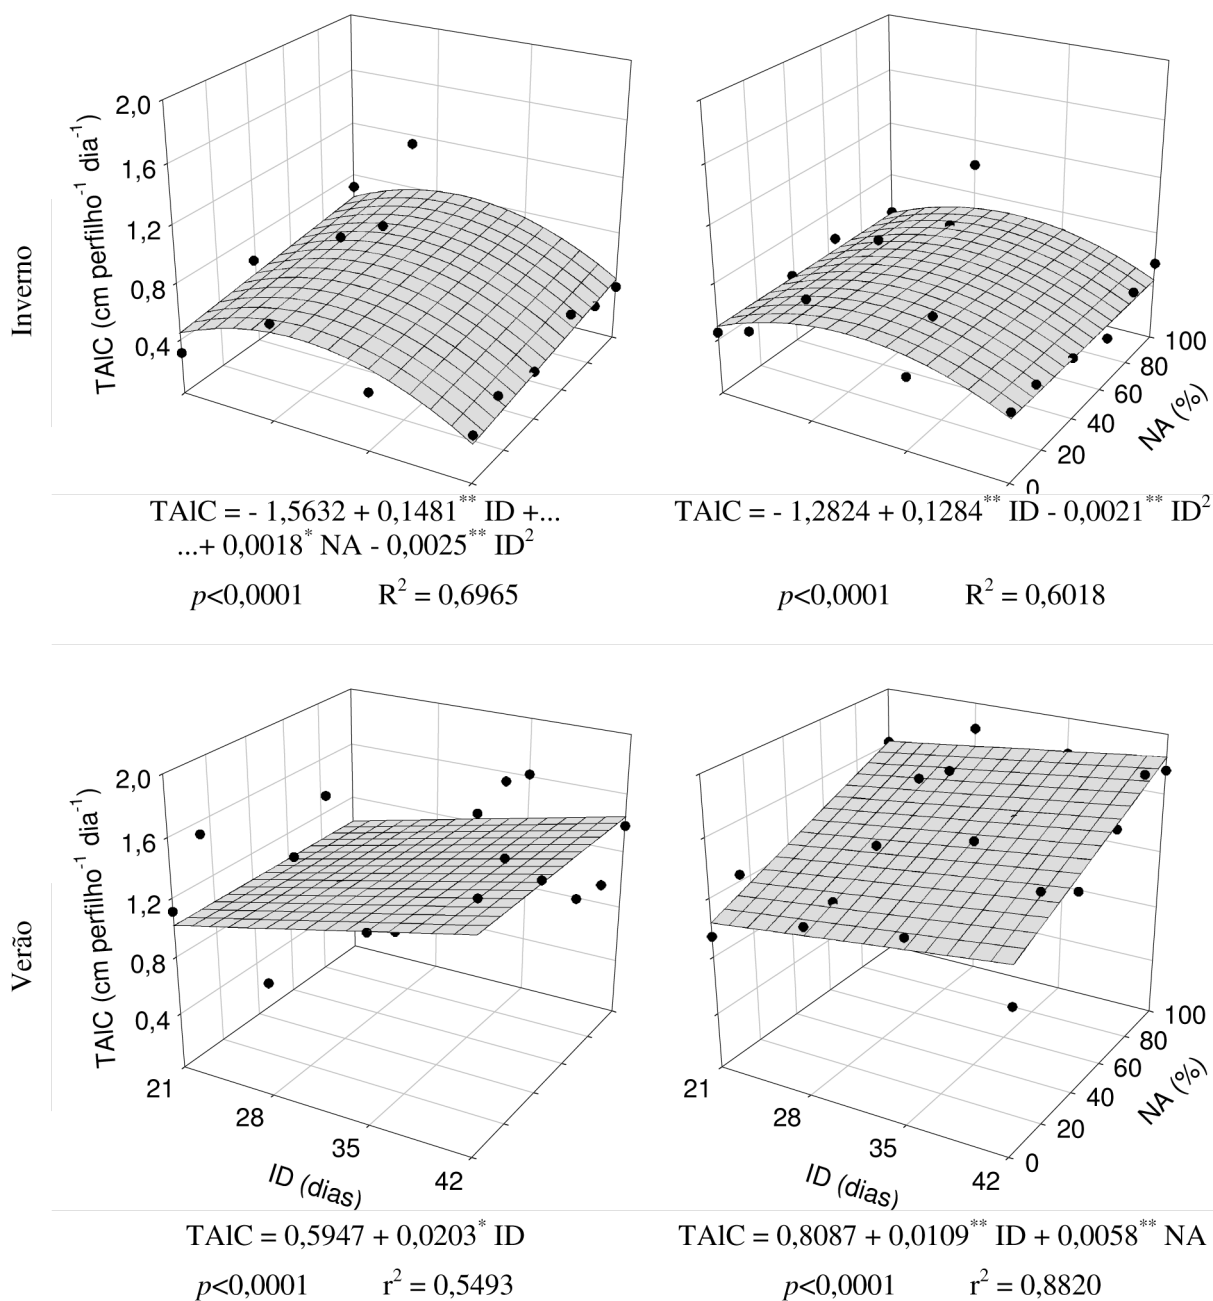 Inverno
TAlC (cm perfilho⁻¹ dia⁻¹)
2,0
1,6
1,2
0,8
0,4
100
80
60
40
20
0
NA (%)
TAlC = - 1,5632 + 0,1481** ID +...
...+ 0,0018* NA - 0,0025** ID²
p<0,0001 R² = 0,6965
TAlC = - 1,2824 + 0,1284** ID - 0,0021** ID²
p<0,0001 R² = 0,6018
Verão
TAlC (cm perfilho⁻¹ dia⁻¹)
2,0
1,6
1,2
0,8
0,4
21
28
35
42
ID (dias)
21
28
35
42
ID (dias)
100
80
60
40
20
0
NA (%)
TAlC = 0,5947 + 0,0203* ID
p<0,0001 r² = 0,5493
TAlC = 0,8087 + 0,0109** ID + 0,0058** NA
p<0,0001 r² = 0,8820